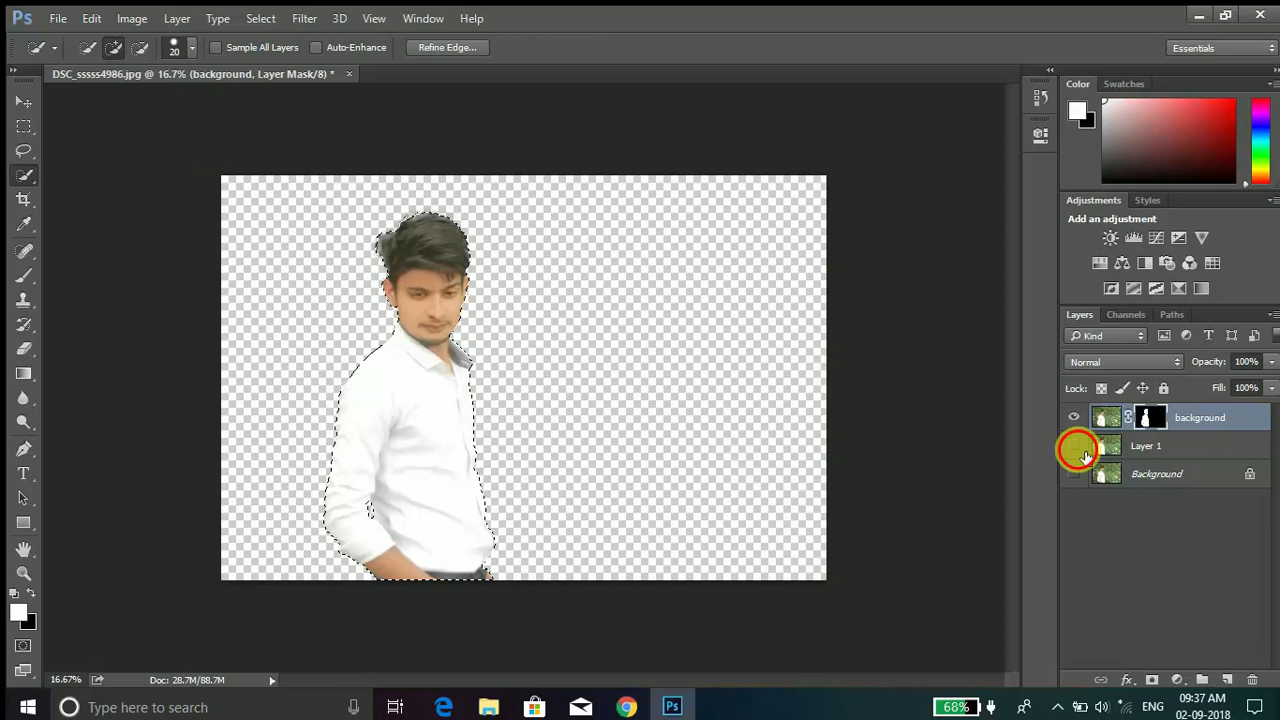 Ps File Edit Image Layer Type Select Filter 3D View Window Help
20 Sample All Layers Auto-Enhance Refine Edge... Essentials
DSC_sssss4986.jpg @ 16.7% (background, Layer Mask/8) * ×
Color Swatches
Adjustments Styles
Add an adjustment
Layers Channels Paths
Kind
Normal Opacity: 100%
Lock: Fill: 100%
background
Layer 1
Background
16.67% Doc: 28.7M/88.7M
Type here to search
Ps
68%
09:37 AM
02-09-2018